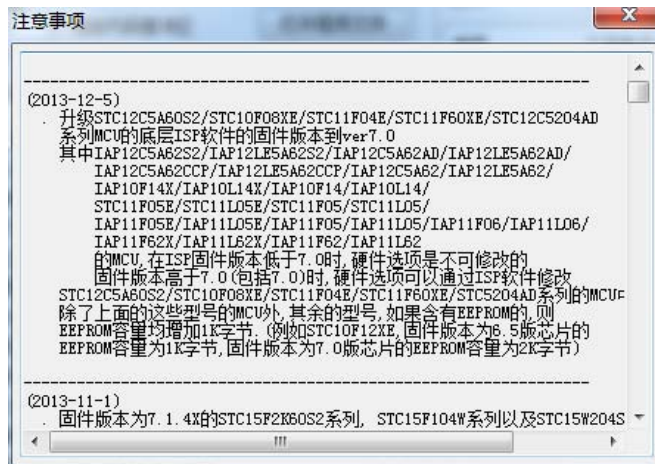 注意事项
(2013-12-5)
. 升级STC12C5A60S2/STC10F08XE/STC11F04E/STC11F60XE/STC12C5204AD
系列MCU的底层ISP软件的固件版本到ver7.0
其中IAP12C5A62S2/IAP12LE5A62S2/IAP12C5A62AD/IAP12LE5A62AD/
IAP12C5A62CCP/IAP12LE5A62CCP/IAP12C5A62/IAP12LE5A62/
IAP10F14X/IAP10L14X/IAP10F14/IAP10L14/
STC11F05E/STC11L05E/STC11F05/STC11L05/
IAP11F05E/IAP11L05E/IAP11F05/IAP11L05/IAP11F06/IAP11L06/
IAP11F62X/IAP11L62X/IAP11F62/IAP11L62
的MCU,在ISP固件版本低于7.0时,硬件选项是不可修改的
固件版本高于7.0(包括7.0)时,硬件选项可以通过ISP软件修改
STC12C5A60S2/STC10F08XE/STC11F04E/STC11F60XE/STC5204AD系列的MCU
除了上面的这些型号的MCU外,其余的型号,如果含有EEPROM的,则
EEPROM容量均增加1K字节.(例如STC10F12XE,固件版本为6.5版芯片的
EEPROM容量为1K字节,固件版本为7.0版芯片的EEPROM容量为2K字节)
(2013-11-1)
. 固件版本为7.1.4X的STC15F2K60S2系列, STC15F104W系列以及STC15W204S